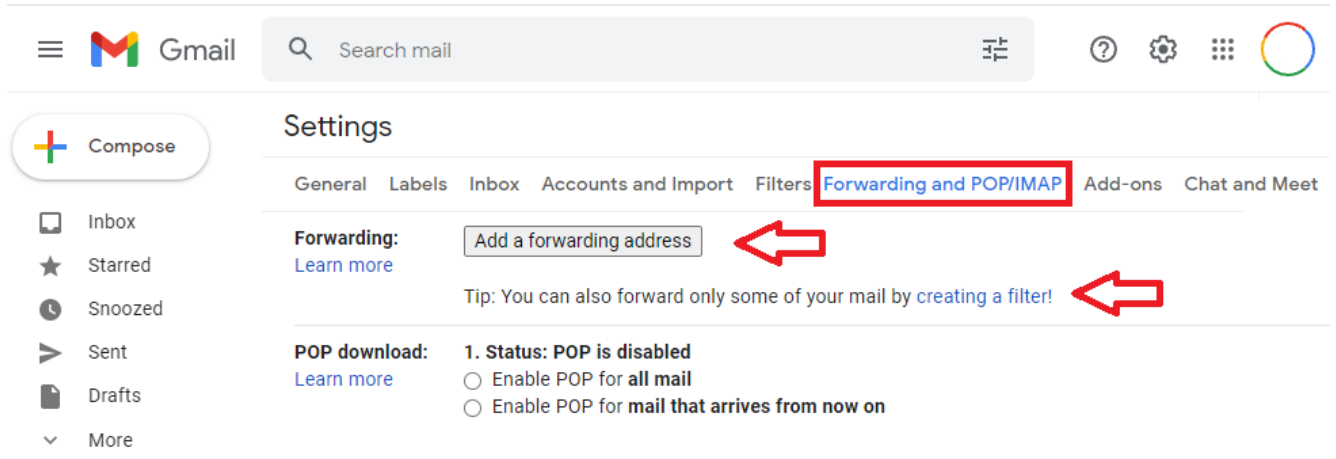 Gmail
Search mail
Compose
Inbox
Starred
Snoozed
Sent
Drafts
More
Settings
General Labels Inbox Accounts and Import Filters Forwarding and POP/IMAP Add-ons Chat and Meet
Forwarding: Add a forwarding address
Learn more
Tip: You can also forward only some of your mail by creating a filter!
POP download: 1. Status: POP is disabled
Learn more Enable POP for all mail
Enable POP for mail that arrives from now on